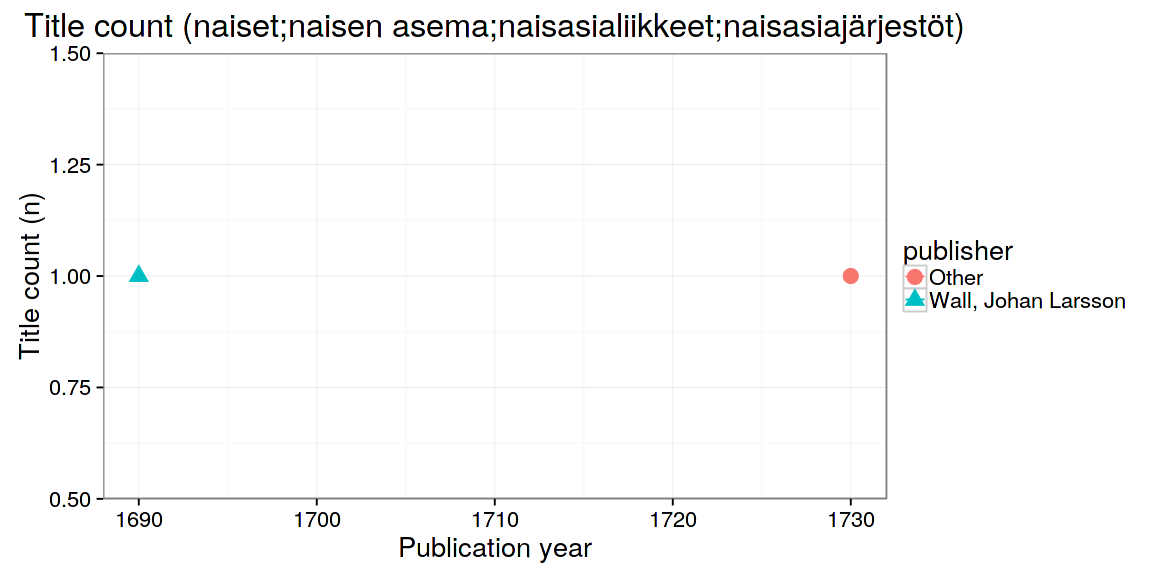 Title count (naiset;naisen asema;naisasialiikkeet;naisasiajärjestöt)
1.50
1.25
1.00
0.75
0.50
Title count (n)
1690 1700 1710 1720 1730
Publication year
publisher
Other
Wall, Johan Larsson